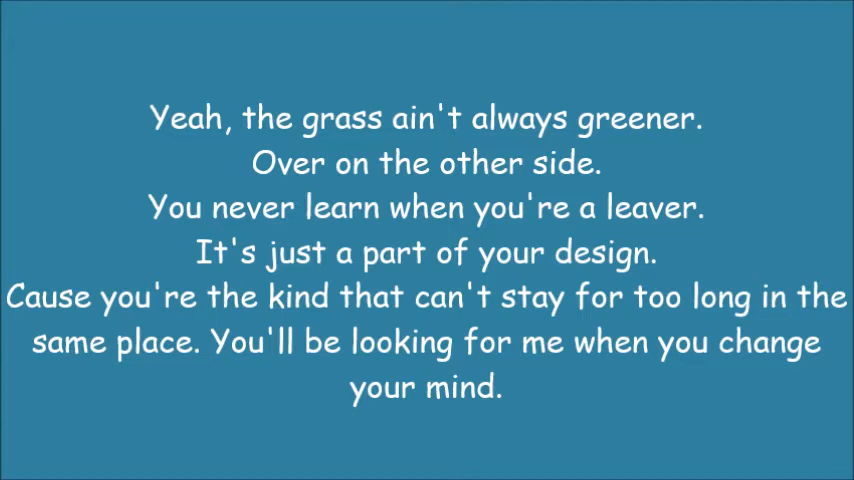 Yeah, the grass ain't always greener.
Over on the other side.
You never learn when you're a leaver.
It's just a part of your design.
Cause you're the kind that can't stay for too long in the
same place. You'll be looking for me when you change
your mind.